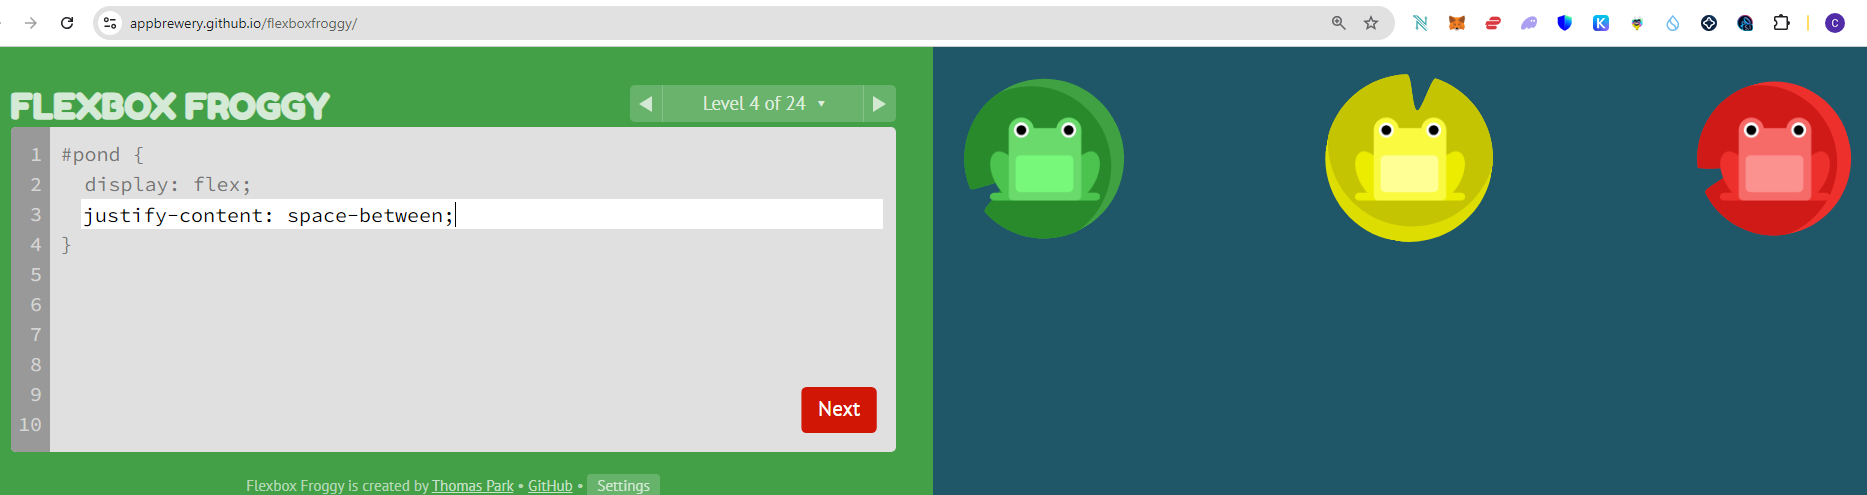 appbrewery.github.io/flexboxfroggy/
C
FLEXBOX FROGGY
Level 4 of 24
1 #pond {
2 display: flex;
3 justify-content: space-between;
4 }
5
6
7
8
9
10
Next
Flexbox Froggy is created by Thomas Park • GitHub • Settings